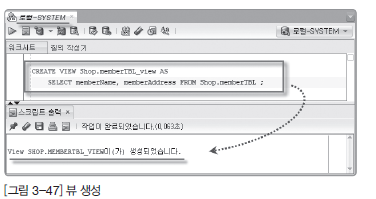 로컬-SYSTEM
로컬-SYSTEM
워크시트 질의 작성기
CREATE VIEW Shop.memberTBL_view AS
SELECT memberName, memberAddress FROM Shop.memberTBL ;
스크립트 출력 ×
작업이 완료되었습니다.(0,063초)
View SHOP.MEMBERTBL_VIEW이(가) 생성되었습니다.
[그림 3-47] 뷰 생성